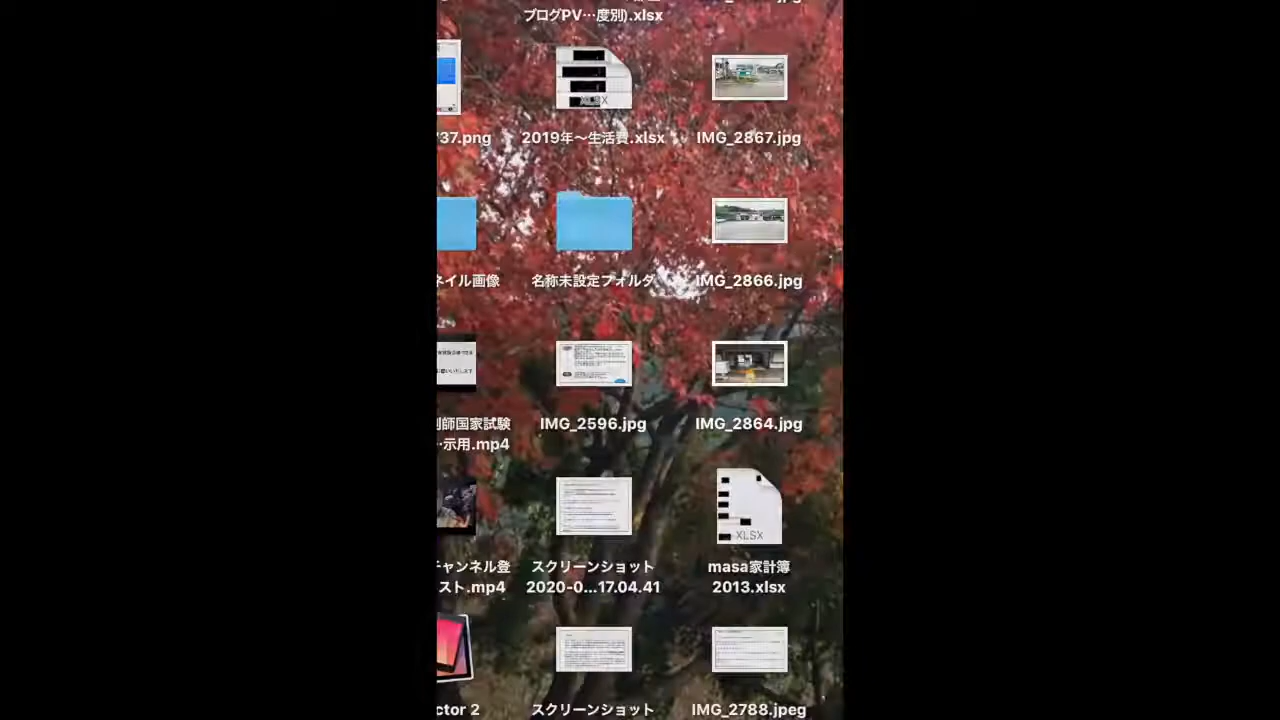 ブログPV…度別).xlsx
37.png
2019年〜生活費.xlsx
IMG_2867.jpg
ネイル画像
名称未設定フォルダ
IMG_2866.jpg
剤師国家試験
…示用.mp4
IMG_2596.jpg
IMG_2864.jpg
XLSX
XLSX
チャンネル登
スト.mp4
スクリーンショット
2020-0...17.04.41
masa家計簿
2013.xlsx
ctor 2
スクリーンショット
IMG_2788.jpeg